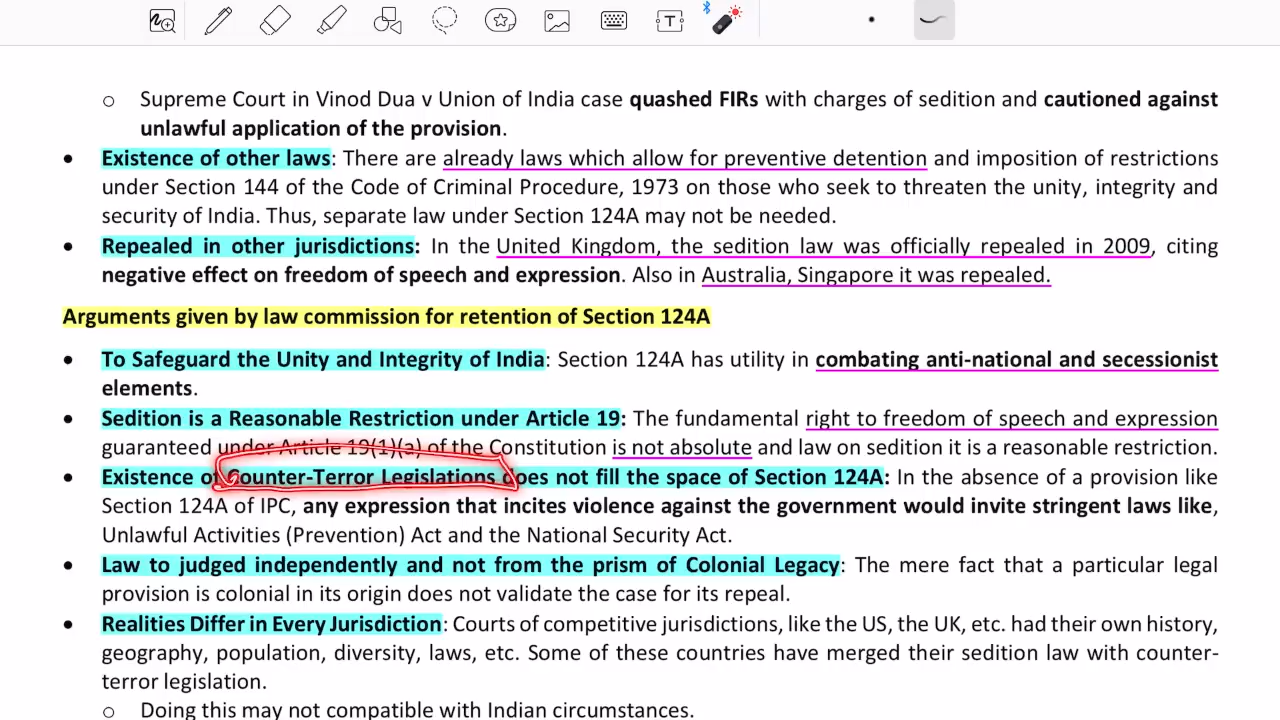 T
o Supreme Court in Vinod Dua v Union of India case quashed FIRs with charges of sedition and cautioned against
unlawful application of the provision.
• Existence of other laws: There are already laws which allow for preventive detention and imposition of restrictions
under Section 144 of the Code of Criminal Procedure, 1973 on those who seek to threaten the unity, integrity and
security of India. Thus, separate law under Section 124A may not be needed.
• Repealed in other jurisdictions: In the United Kingdom, the sedition law was officially repealed in 2009, citing
negative effect on freedom of speech and expression. Also in Australia, Singapore it was repealed.
Arguments given by law commission for retention of Section 124A
• To Safeguard the Unity and Integrity of India: Section 124A has utility in combating anti-national and secessionist
elements.
• Sedition is a Reasonable Restriction under Article 19: The fundamental right to freedom of speech and expression
guaranteed under Article 19(1)(a) of the Constitution is not absolute and law on sedition it is a reasonable restriction.
• Existence of Counter-Terror Legislations does not fill the space of Section 124A: In the absence of a provision like
Section 124A of IPC, any expression that incites violence against the government would invite stringent laws like,
Unlawful Activities (Prevention) Act and the National Security Act.
• Law to judged independently and not from the prism of Colonial Legacy: The mere fact that a particular legal
provision is colonial in its origin does not validate the case for its repeal.
• Realities Differ in Every Jurisdiction: Courts of competitive jurisdictions, like the US, the UK, etc. had their own history,
geography, population, diversity, laws, etc. Some of these countries have merged their sedition law with counter-
terror legislation.
o Doing this may not compatible with Indian circumstances.